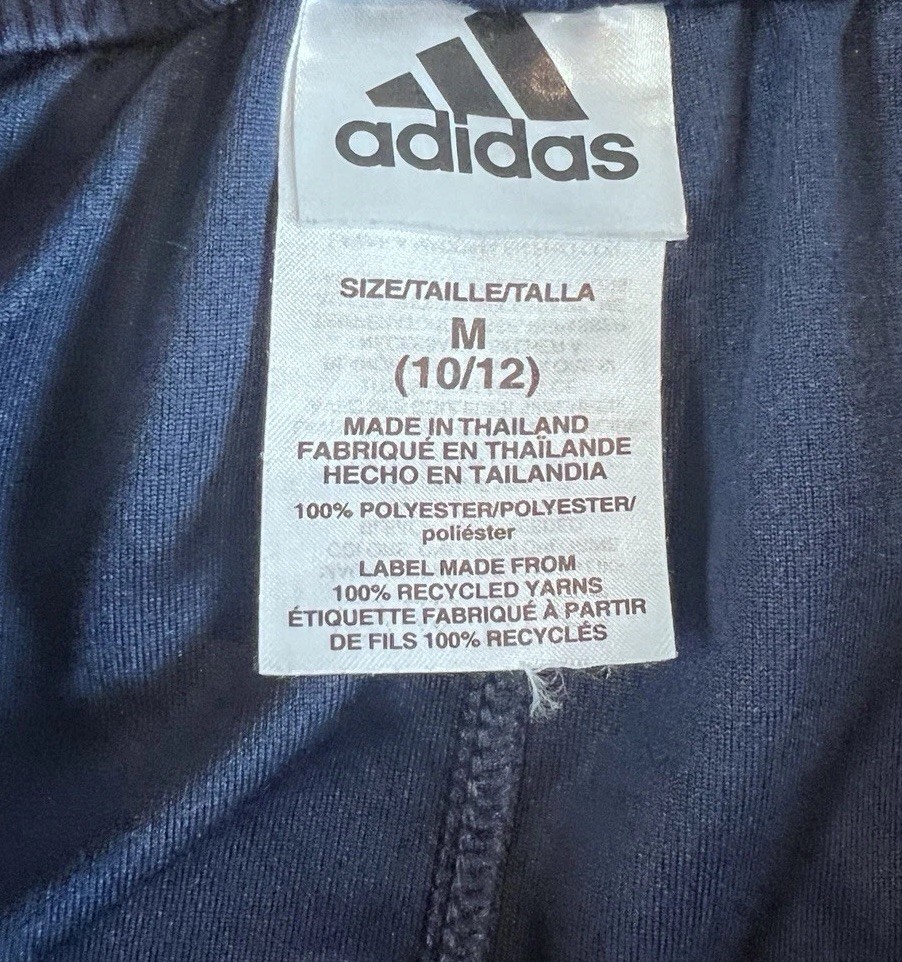 adidas
SIZE/TAILLE/TALLA
M
(10/12)
MADE IN THAILAND
FABRIQUÉ EN THAÏLANDE
HECHO EN TAILANDIA
100% POLYESTER/POLYESTER/
poliéster
LABEL MADE FROM
100% RECYCLED YARNS
ÉTIQUETTE FABRIQUÉ À PARTIR
DE FILS 100% RECYCLÉS